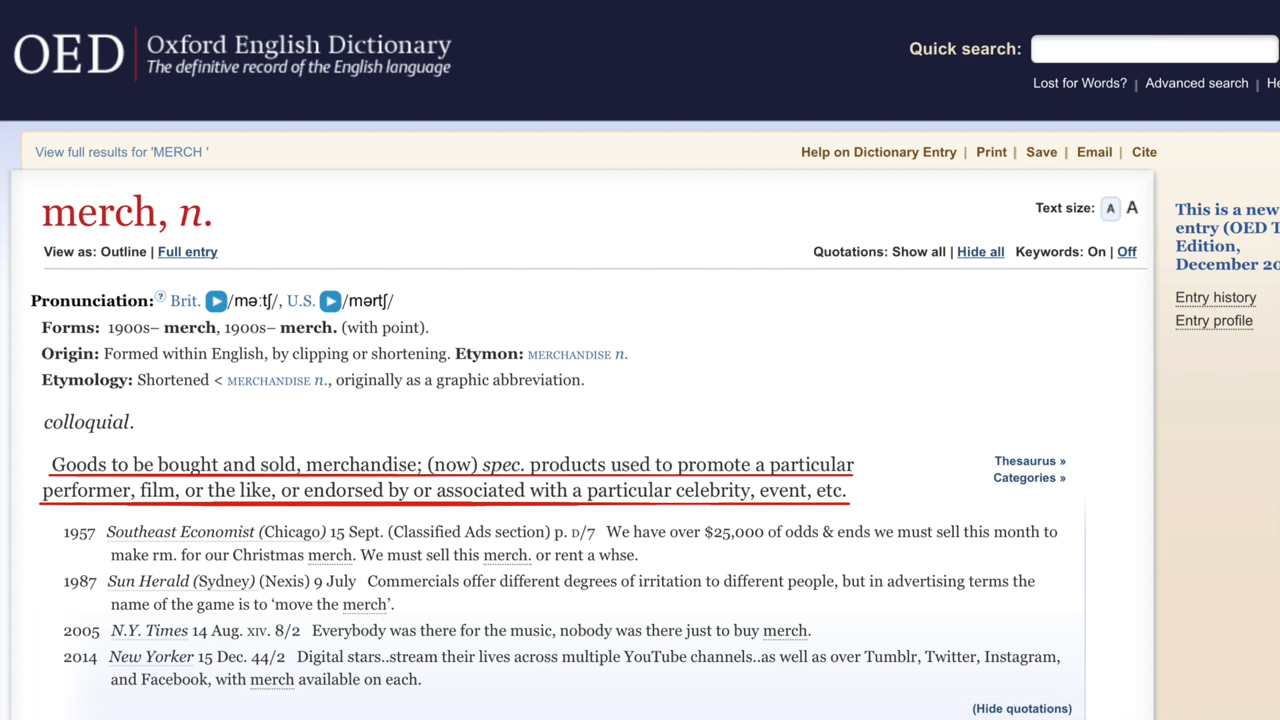 OED Oxford English Dictionary
The definitive record of the English language
Quick search:
Lost for Words? | Advanced search | He
View full results for 'MERCH '
Help on Dictionary Entry | Print | Save | Email | Cite
merch, n.
Text size: A A
View as: Outline | Full entry
Quotations: Show all | Hide all Keywords: On | Off
Pronunciation:? Brit. /məːtʃ/, U.S. /mərtʃ/
Forms: 1900s– merch, 1900s– merch. (with point).
Origin: Formed within English, by clipping or shortening. Etymon: MERCHANDISE n.
Etymology: Shortened < MERCHANDISE n., originally as a graphic abbreviation.
colloquial.
Goods to be bought and sold, merchandise; (now) spec. products used to promote a particular
performer, film, or the like, or endorsed by or associated with a particular celebrity, event, etc.
Thesaurus »
Categories »
1957 Southeast Economist (Chicago) 15 Sept. (Classified Ads section) p. D/7 We have over $25,000 of odds & ends we must sell this month to
make rm. for our Christmas merch. We must sell this merch. or rent a whse.
1987 Sun Herald (Sydney) (Nexis) 9 July Commercials offer different degrees of irritation to different people, but in advertising terms the
name of the game is to ‘move the merch’.
2005 N.Y. Times 14 Aug. XIV. 8/2 Everybody was there for the music, nobody was there just to buy merch.
2014 New Yorker 15 Dec. 44/2 Digital stars..stream their lives across multiple YouTube channels..as well as over Tumblr, Twitter, Instagram,
and Facebook, with merch available on each.
(Hide quotations)
This is a new
entry (OED T
Edition,
December 20
Entry history
Entry profile